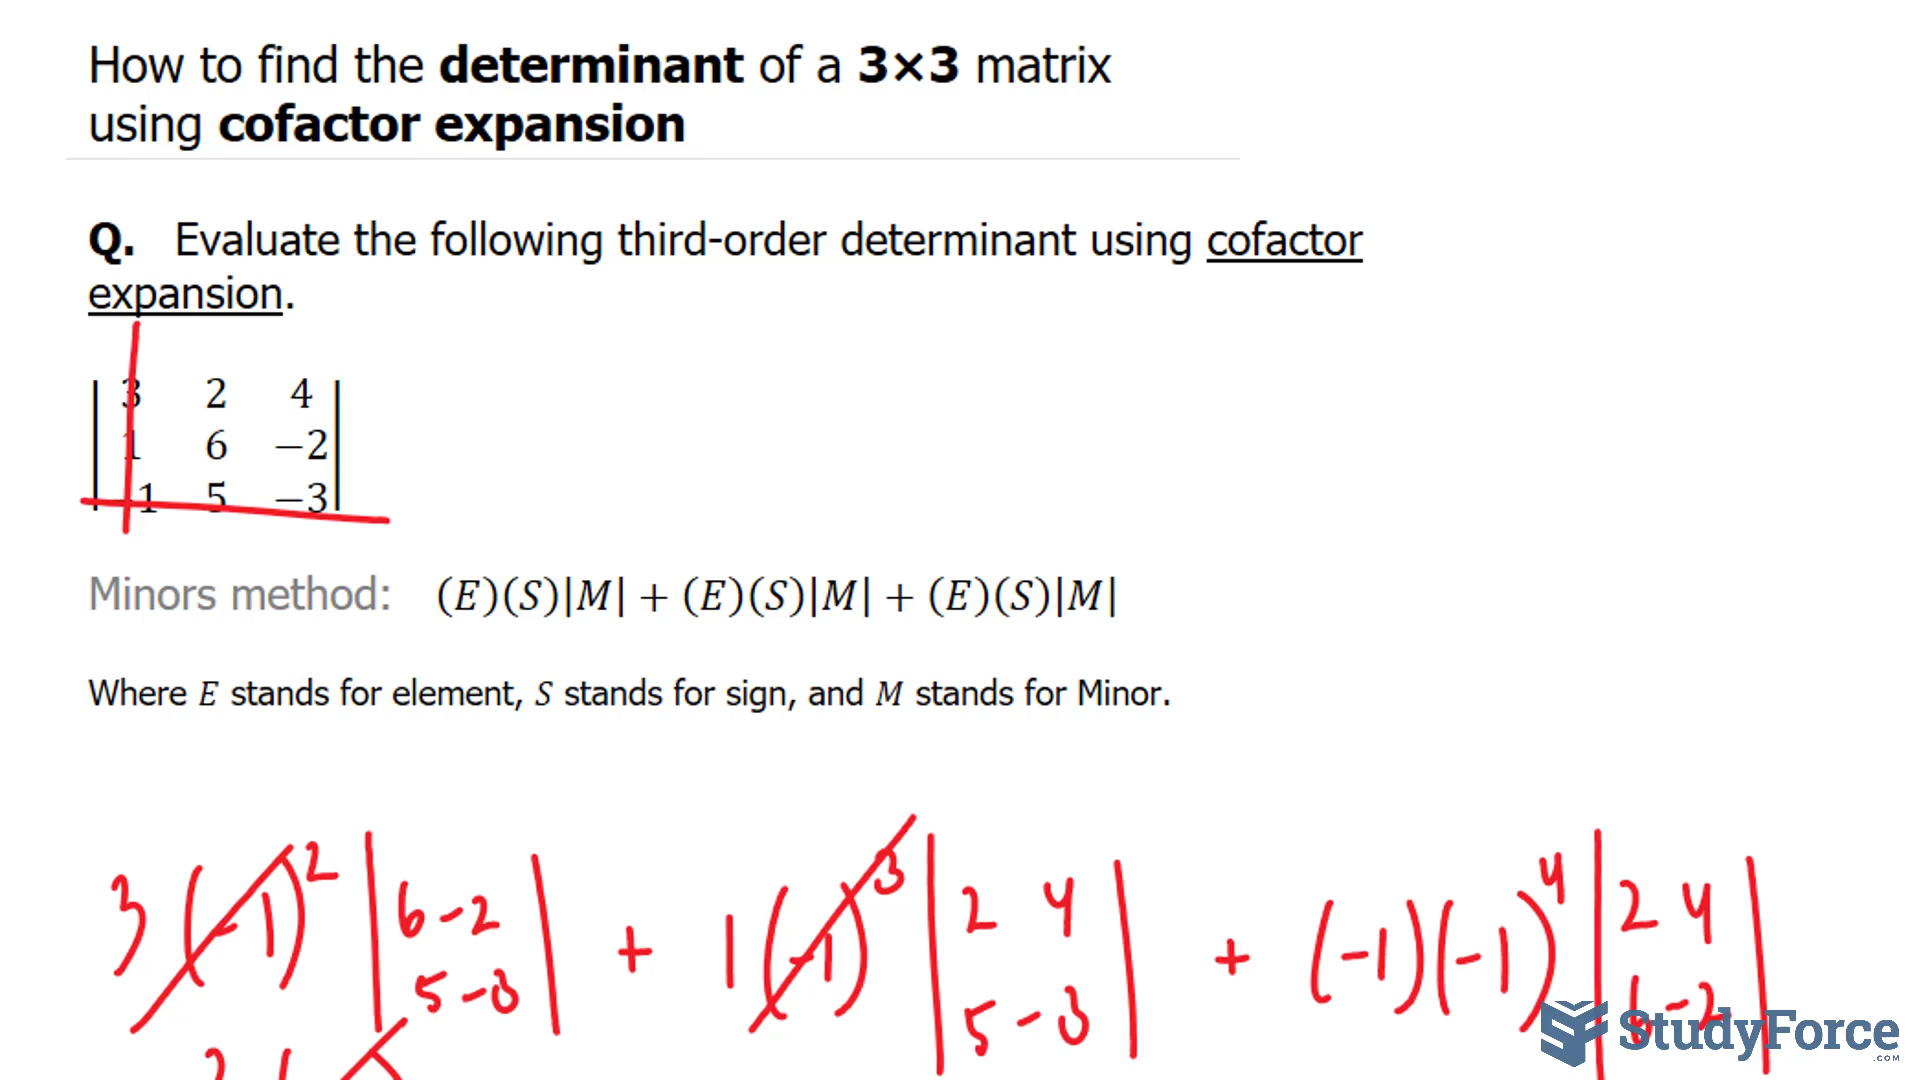 How to find the determinant of a 3×3 matrix
using cofactor expansion
Q. Evaluate the following third-order determinant using cofactor
expansion.
| 3 2 4 |
| 1 6 −2 |
| −1 5 −3 |
Minors method: (E)(S)|M| + (E)(S)|M| + (E)(S)|M|
Where E stands for element, S stands for sign, and M stands for Minor.
3 (-1)² | 6 -2 | + 1 (-1)³ | 2 4 | + (-1)(-1)⁴ | 2 4 |
| 5 -3 | | 5 -3 | | 6 -2 |
StudyForce
.COM